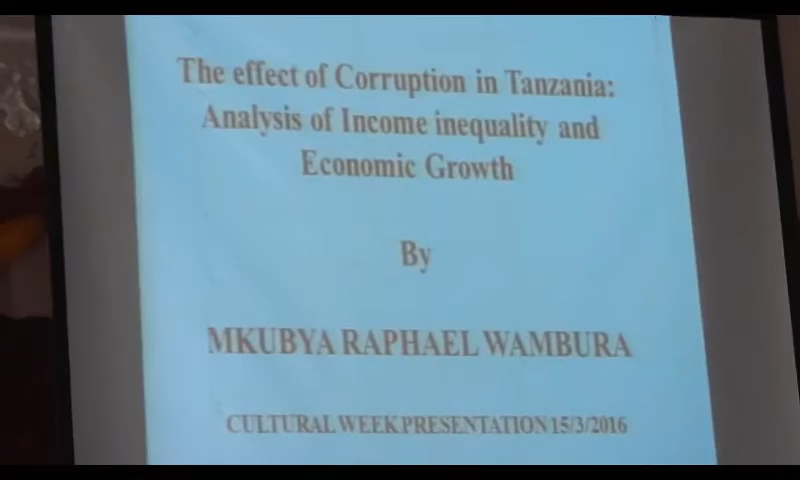 The effect of Corruption in Tanzania:
Analysis of Income inequality and
Economic Growth
By
MKUBYA RAPHAEL WAMBURA
CULTURAL WEEK PRESENTATION 15/3/2016